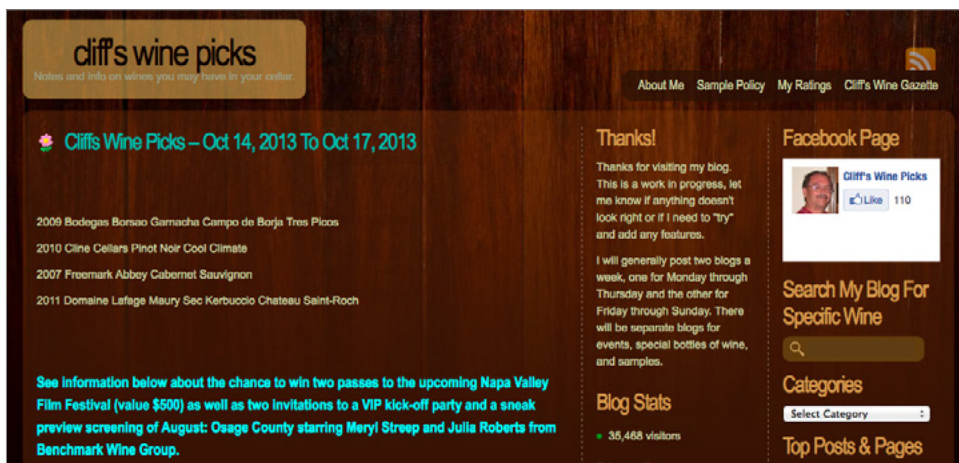 cliff's wine picks
Notes and info on wines you may have in your cellar.
About Me Sample Policy My Ratings Cliff's Wine Gazette
Cliffs Wine Picks – Oct 14, 2013 To Oct 17, 2013
2009 Bodegas Borsao Garnacha Campo de Borja Tres Picos
2010 Cline Cellars Pinot Noir Cool Climate
2007 Freemark Abbey Cabernet Sauvignon
2011 Domaine Lafage Maury Sec Kerbuccio Chateau Saint-Roch
See information below about the chance to win two passes to the upcoming Napa Valley
Film Festival (value $500) as well as two invitations to a VIP kick-off party and a sneak
preview screening of August: Osage County starring Meryl Streep and Julia Roberts from
Benchmark Wine Group.
Thanks!
Thanks for visiting my blog.
This is a work in progress, let
me know if anything doesn't
look right or if I need to "try"
and add any features.
I will generally post two blogs a
week, one for Monday through
Thursday and the other for
Friday through Sunday. There
will be separate blogs for
events, special bottles of wine,
and samples.
Blog Stats
35,468 visitors
Facebook Page
Cliff's Wine Picks
Like 110
Search My Blog For
Specific Wine
Categories
Select Category
Top Posts & Pages